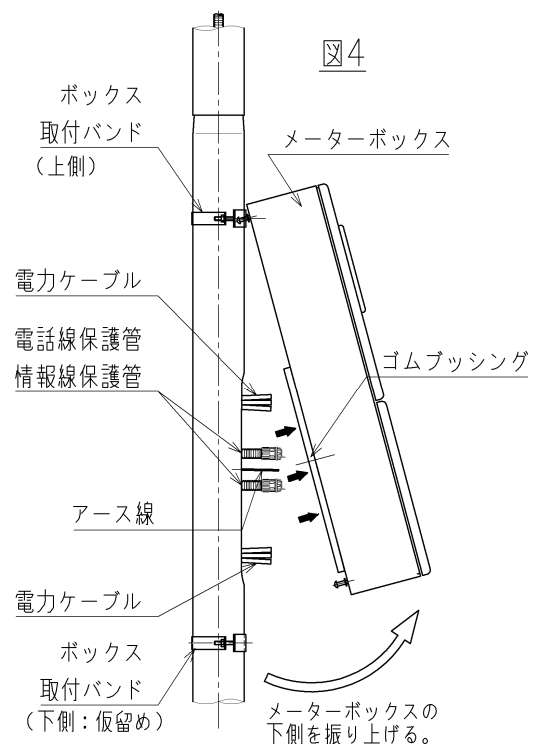 図4
ボックス
取付バンド
(上側)
メーターボックス
電力ケーブル
電話線保護管
情報線保護管
ゴムブッシング
アース線
電力ケーブル
ボックス
取付バンド
(下側：仮留め)
メーターボックスの
下側を振り上げる。